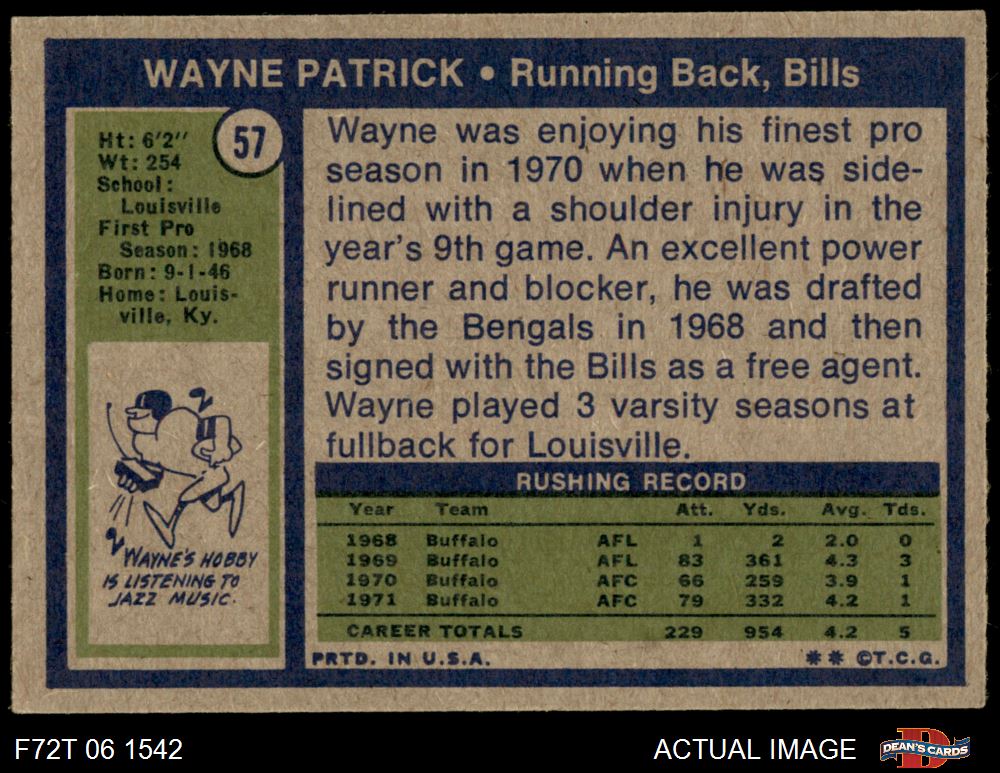 WAYNE PATRICK • Running Back, Bills
57
Ht: 6'2"
Wt: 254
School:
Louisville
First Pro
Season: 1968
Born: 9-1-46
Home: Louis-
ville, Ky.
2
2
WAYNE'S HOBBY
IS LISTENING TO
JAZZ MUSIC.
Wayne was enjoying his finest pro
season in 1970 when he was side-
lined with a shoulder injury in the
year's 9th game. An excellent power
runner and blocker, he was drafted
by the Bengals in 1968 and then
signed with the Bills as a free agent.
Wayne played 3 varsity seasons at
fullback for Louisville.
RUSHING RECORD
Year Team Att. Yds. Avg. Tds.
1968 Buffalo AFL 1 2 2.0 0
1969 Buffalo AFL 83 361 4.3 3
1970 Buffalo AFC 66 259 3.9 1
1971 Buffalo AFC 79 332 4.2 1
CAREER TOTALS 229 954 4.2 5
PRTD. IN U.S.A. ** ©T.C.G.
F72T 06 1542 ACTUAL IMAGE DEAN'S CARDS